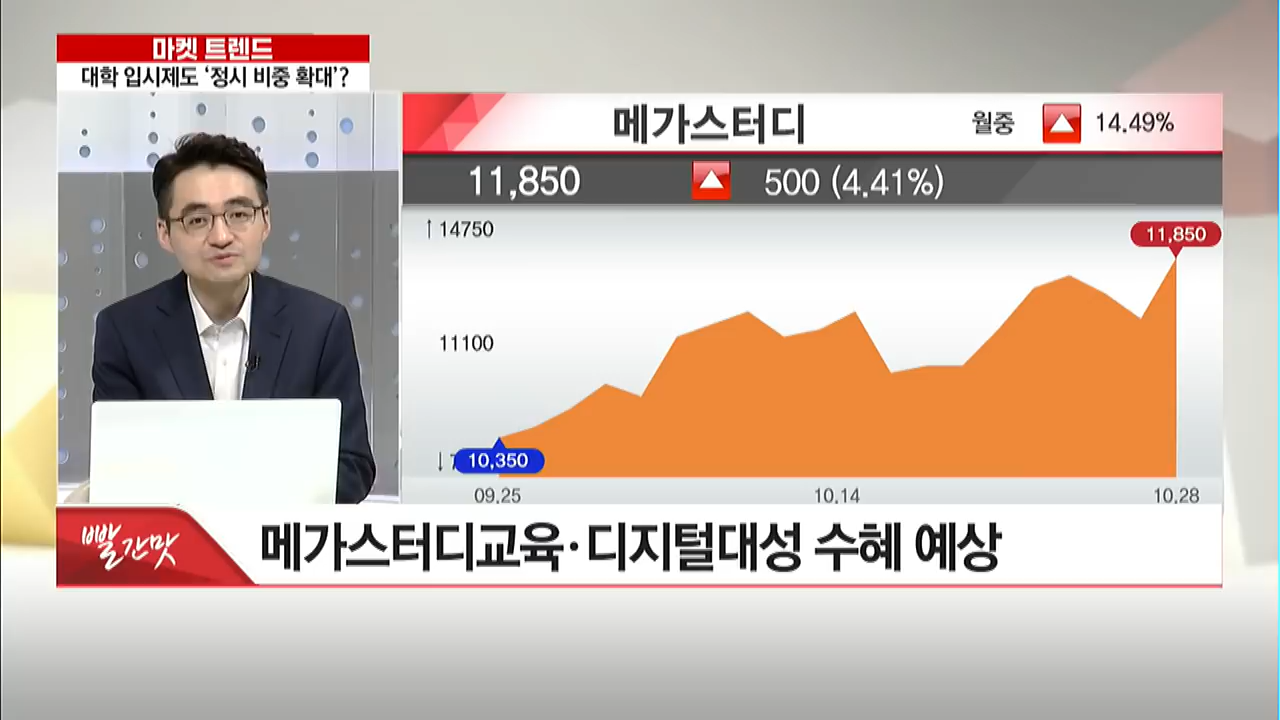 마켓 트렌드
대학 입시제도 '정시 비중 확대'?
메가스터디 월중 ▲ 14.49%
11,850 ▲ 500 (4.41%)
↑14750
11,850
11100
↓7
10,350
09.25 10.14 10.28
빨간맛
메가스터디교육·디지털대성 수혜 예상